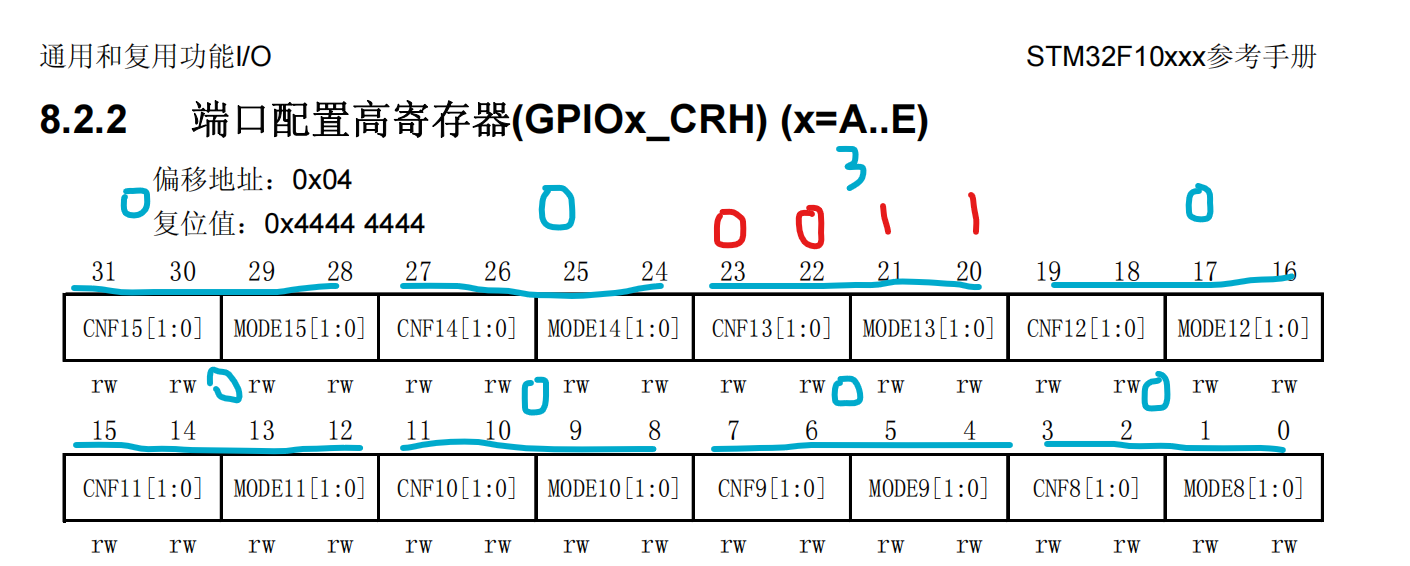 通用和复用功能I/O STM32F10xxx参考手册
8.2.2 端口配置高寄存器(GPIOx_CRH) (x=A..E)
3
偏移地址：0x04
0 0 0
复位值：0x4444 4444
0 0 1 1
31 30 29 28 27 26 25 24 23 22 21 20 19 18 17 16
CNF15[1:0] MODE15[1:0] CNF14[1:0] MODE14[1:0] CNF13[1:0] MODE13[1:0] CNF12[1:0] MODE12[1:0]
rw rw rw rw rw rw rw rw rw rw rw rw rw rw rw rw
0 0 0 0
15 14 13 12 11 10 9 8 7 6 5 4 3 2 1 0
CNF11[1:0] MODE11[1:0] CNF10[1:0] MODE10[1:0] CNF9[1:0] MODE9[1:0] CNF8[1:0] MODE8[1:0]
rw rw rw rw rw rw rw rw rw rw rw rw rw rw rw rw